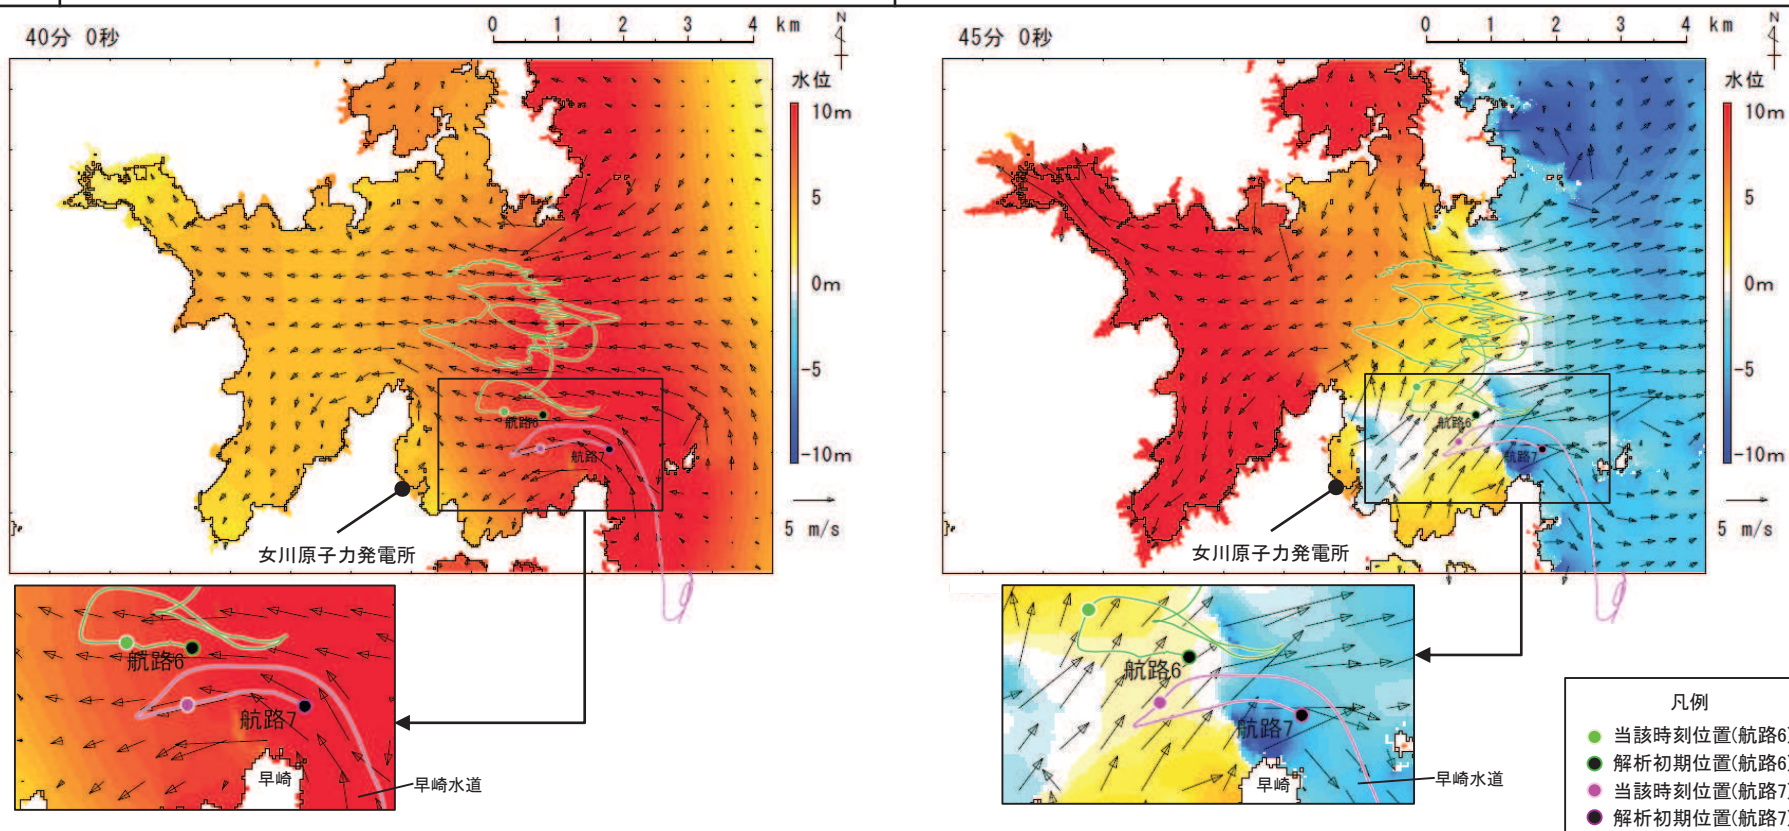 40分 0秒
0 1 2 3 4 km
N
水位
10m
5
0m
-5
-10m
5 m/s
航路6
航路7
女川原子力発電所
航路6
航路7
早崎
早崎水道
45分 0秒
0 1 2 3 4 km
N
水位
10m
5
0m
-5
-10m
5 m/s
航路6
航路7
女川原子力発電所
航路6
航路7
早崎
早崎水道
凡例
当該時刻位置(航路6)
解析初期位置(航路6)
当該時刻位置(航路7)
解析初期位置(航路7)